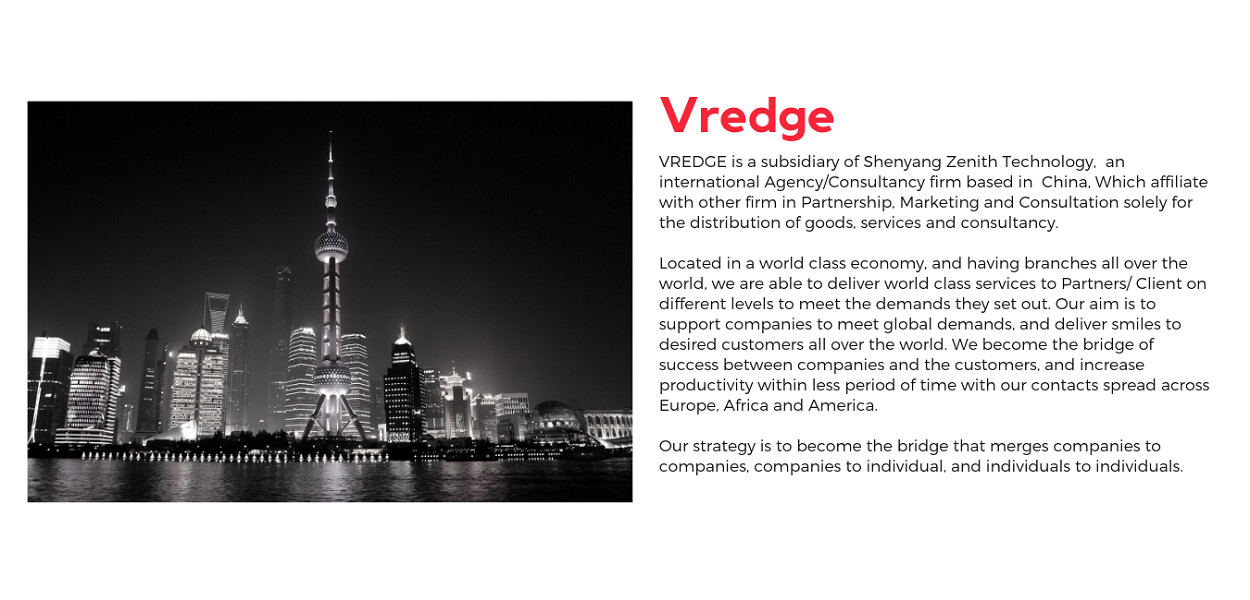 Vredge
VREDGE is a subsidiary of Shenyang Zenith Technology,  an
international Agency/Consultancy firm based in  China, Which affiliate
with other firm in Partnership, Marketing and Consultation solely for
the distribution of goods, services and consultancy.
Located in a world class economy, and having branches all over the
world, we are able to deliver world class services to Partners/ Client on
different levels to meet the demands they set out. Our aim is to
support companies to meet global demands, and deliver smiles to
desired customers all over the world. We become the bridge of
success between companies and the customers, and increase
productivity within less period of time with our contacts spread across
Europe, Africa and America.
Our strategy is to become the bridge that merges companies to
companies, companies to individual, and individuals to individuals.